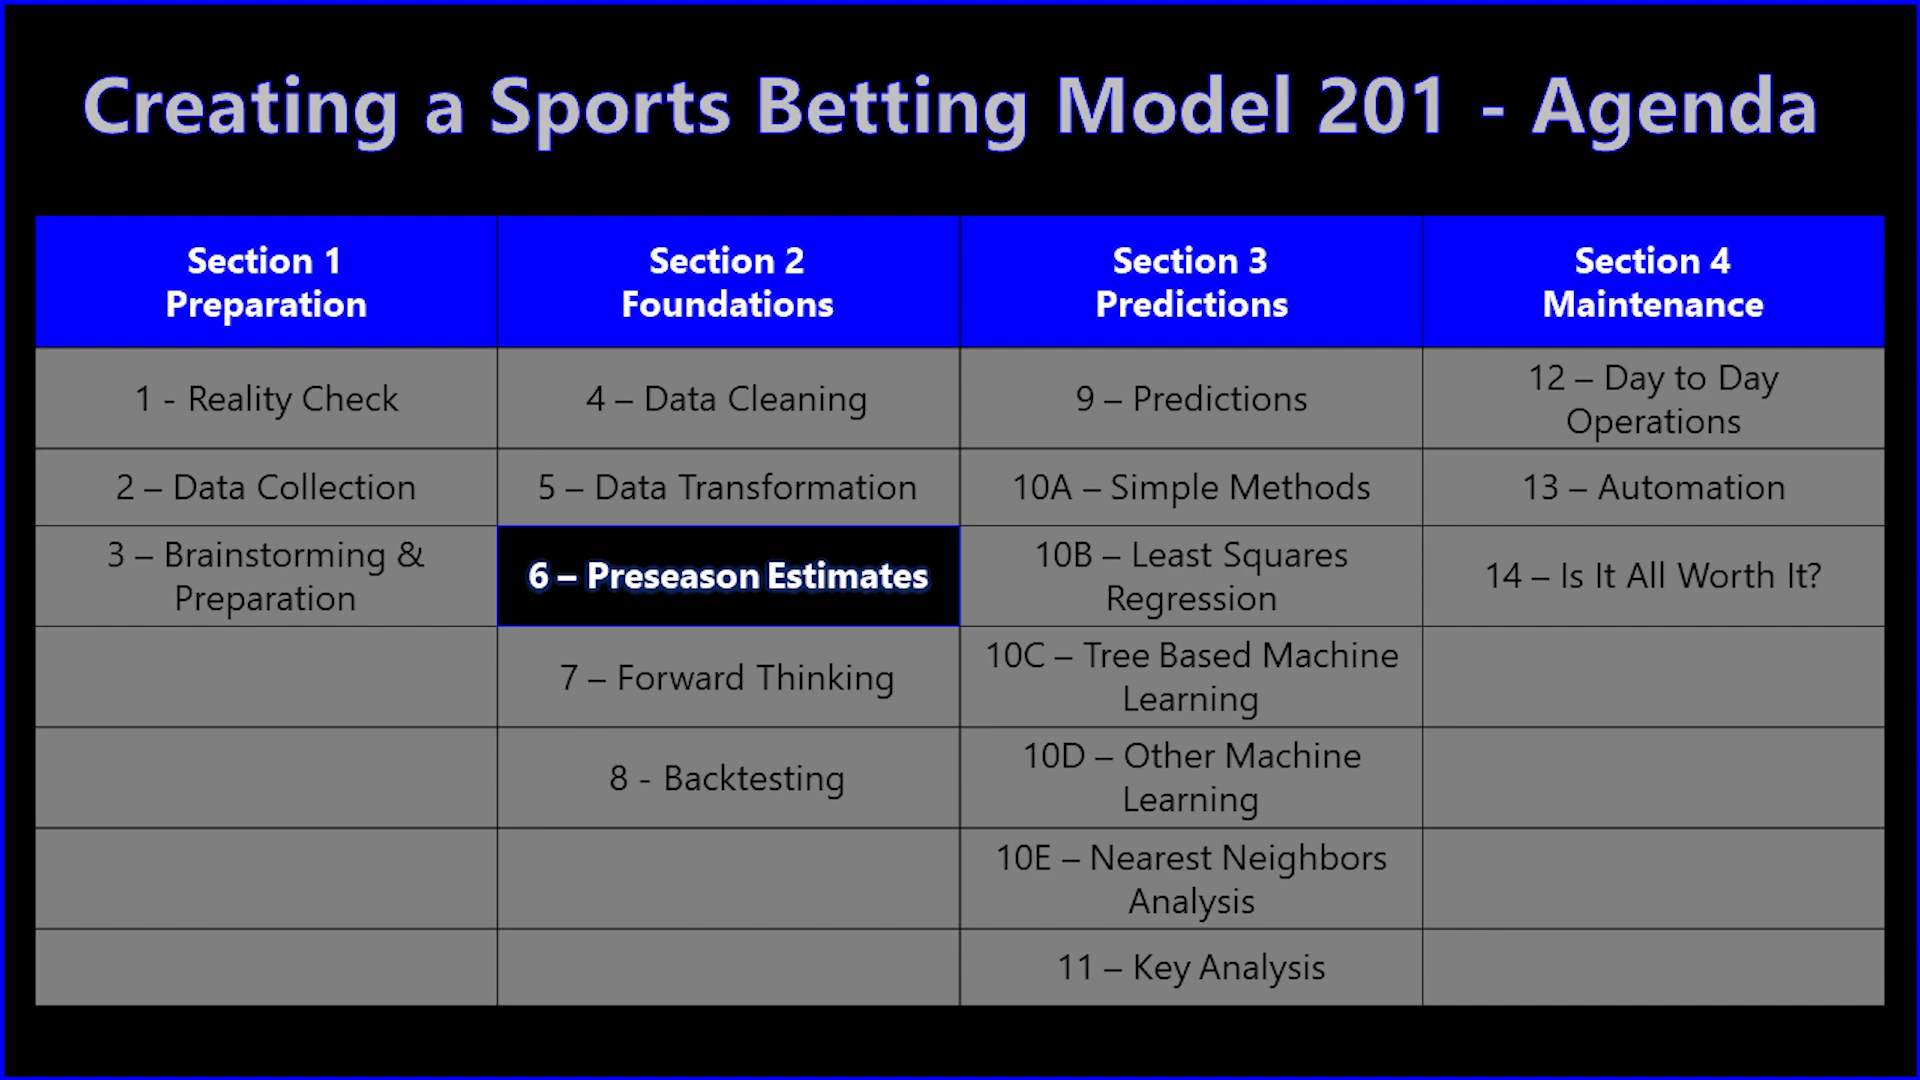 Creating a Sports Betting Model 201 - Agenda
Section 1
Preparation
Section 2
Foundations
Section 3
Predictions
Section 4
Maintenance
1 - Reality Check
4 – Data Cleaning
9 – Predictions
12 – Day to Day
Operations
2 – Data Collection
5 – Data Transformation
10A – Simple Methods
13 – Automation
3 – Brainstorming &
Preparation
6 – Preseason Estimates
10B – Least Squares
Regression
14 – Is It All Worth It?
7 – Forward Thinking
10C – Tree Based Machine
Learning
8 - Backtesting
10D – Other Machine
Learning
10E – Nearest Neighbors
Analysis
11 – Key Analysis